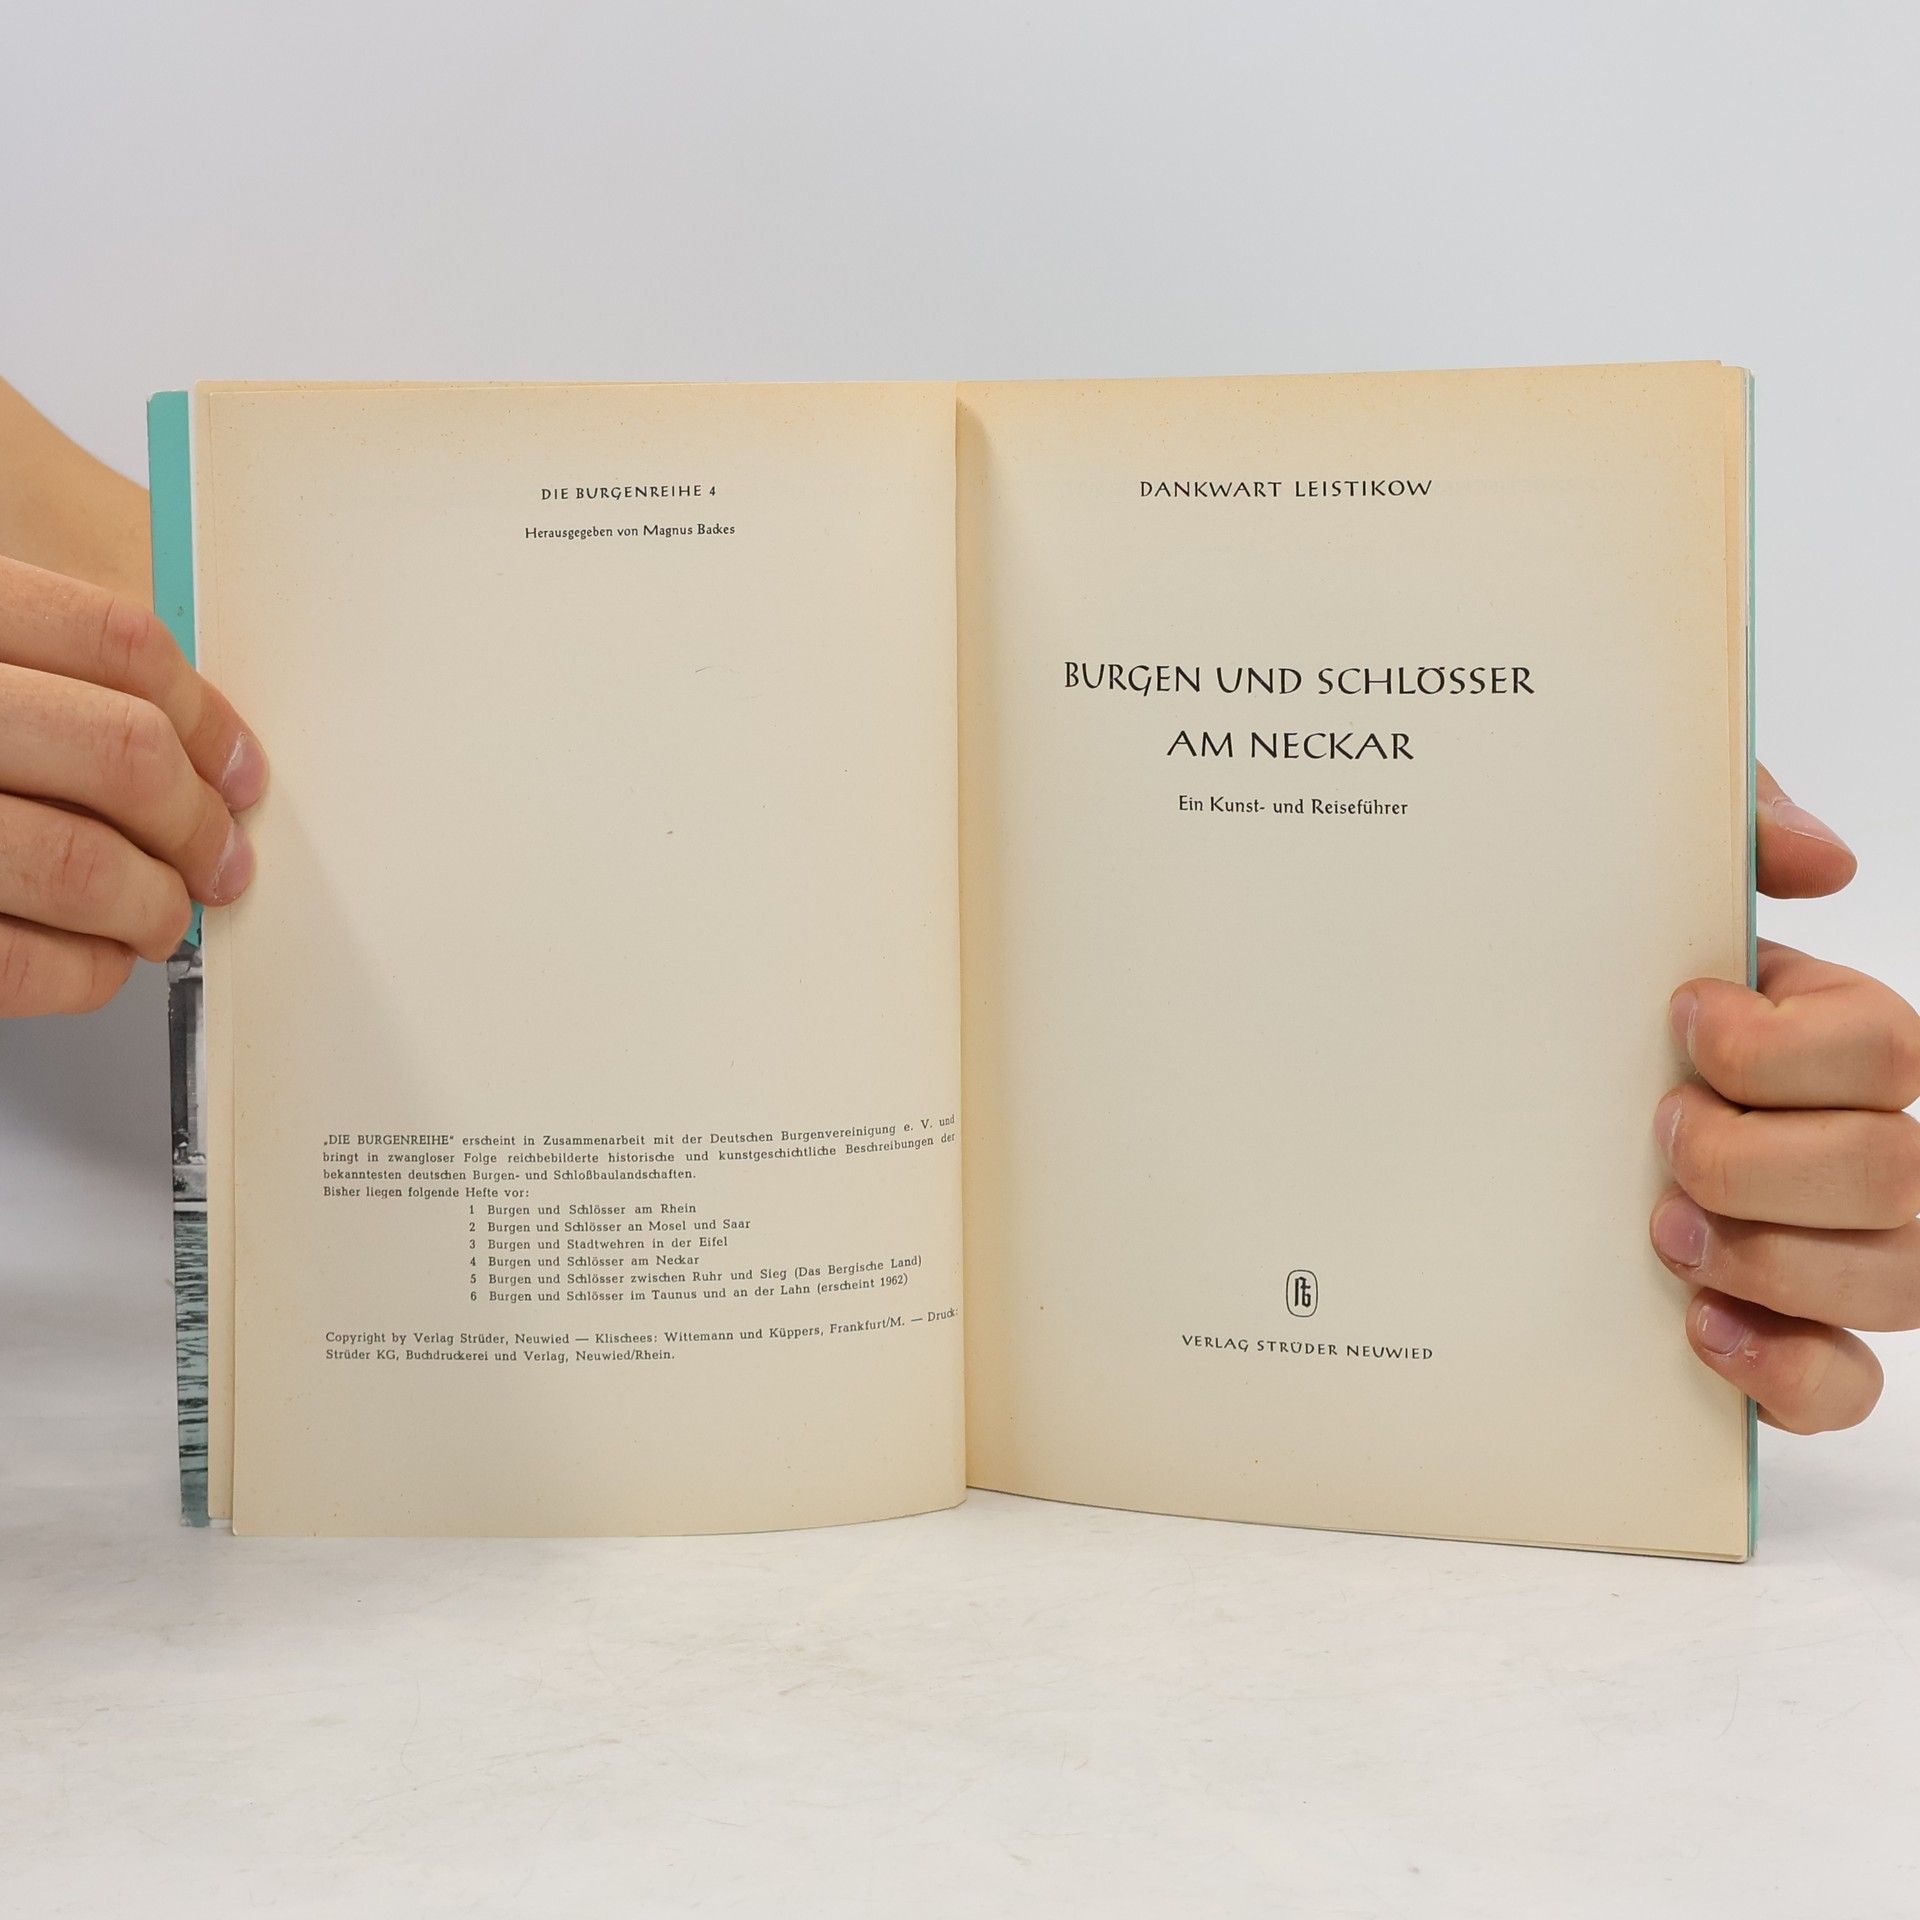 DIE BURGENREIHE 4
Herausgegeben von Magnus Backes
„DIE BURGENREIHE“ erscheint in Zusammenarbeit mit der Deutschen Burgenvereinigung e. V. und
bringt in zwangloser Folge reichbebilderte historische und kunstgeschichtliche Beschreibungen der
bekanntesten deutschen Burgen- und Schloßbaulandschaften.
Bisher liegen folgende Hefte vor:
1 Burgen und Schlösser am Rhein
2 Burgen und Schlösser an Mosel und Saar
3 Burgen und Stadtwehren in der Eifel
4 Burgen und Schlösser am Neckar
5 Burgen und Schlösser zwischen Ruhr und Sieg (Das Bergische Land)
6 Burgen und Schlösser im Taunus und an der Lahn (erscheint 1962)
Copyright by Verlag Strüder, Neuwied — Klischees: Wittemann und Küppers, Frankfurt/M. — Druck:
Strüder KG, Buchdruckerei und Verlag, Neuwied/Rhein.
DANKWART LEISTIKOW
BURGEN UND SCHLÖSSER
AM NECKAR
Ein Kunst- und Reiseführer
VERLAG STRÜDER NEUWIED